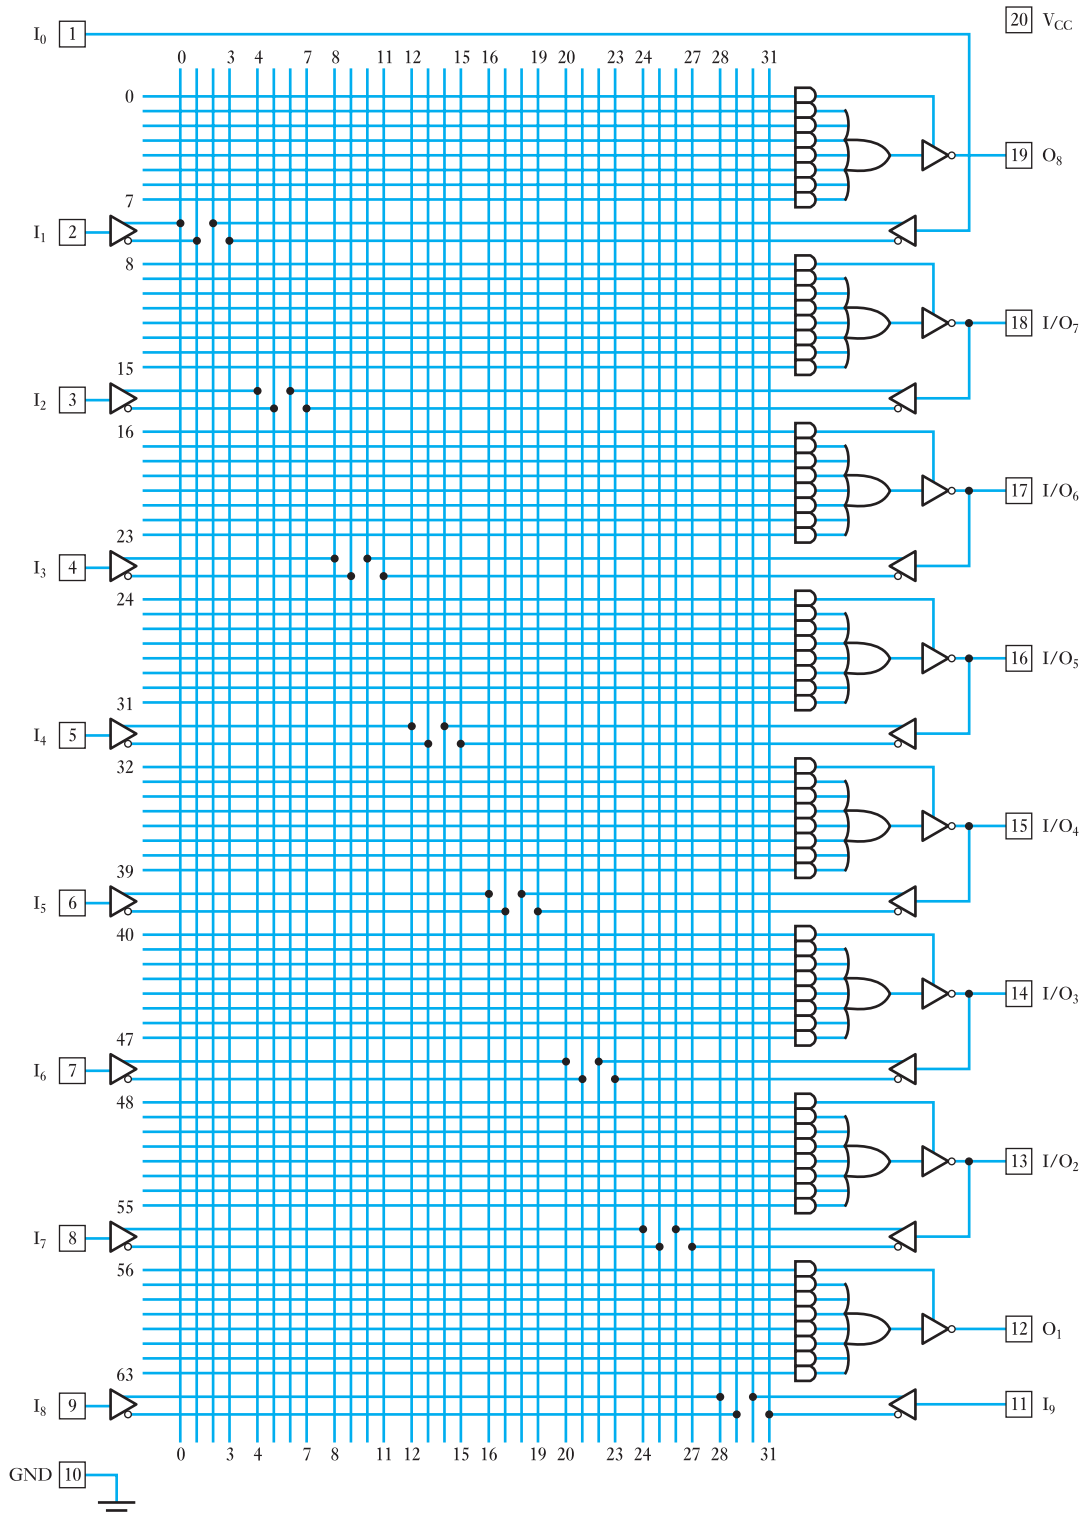 I0 1 20 VCC
0 3 4 7 8 11 12 15 16 19 20 23 24 27 28 31
0
19 O8
7
I1 2
8
18 I/O7
15
I2 3
16
17 I/O6
23
I3 4
24
16 I/O5
31
I4 5
32
15 I/O4
39
I5 6
40
14 I/O3
47
I6 7
48
13 I/O2
55
I7 8
56
12 O1
63
I8 9 11 I9
0 3 4 7 8 11 12 15 16 19 20 23 24 27 28 31
GND 10